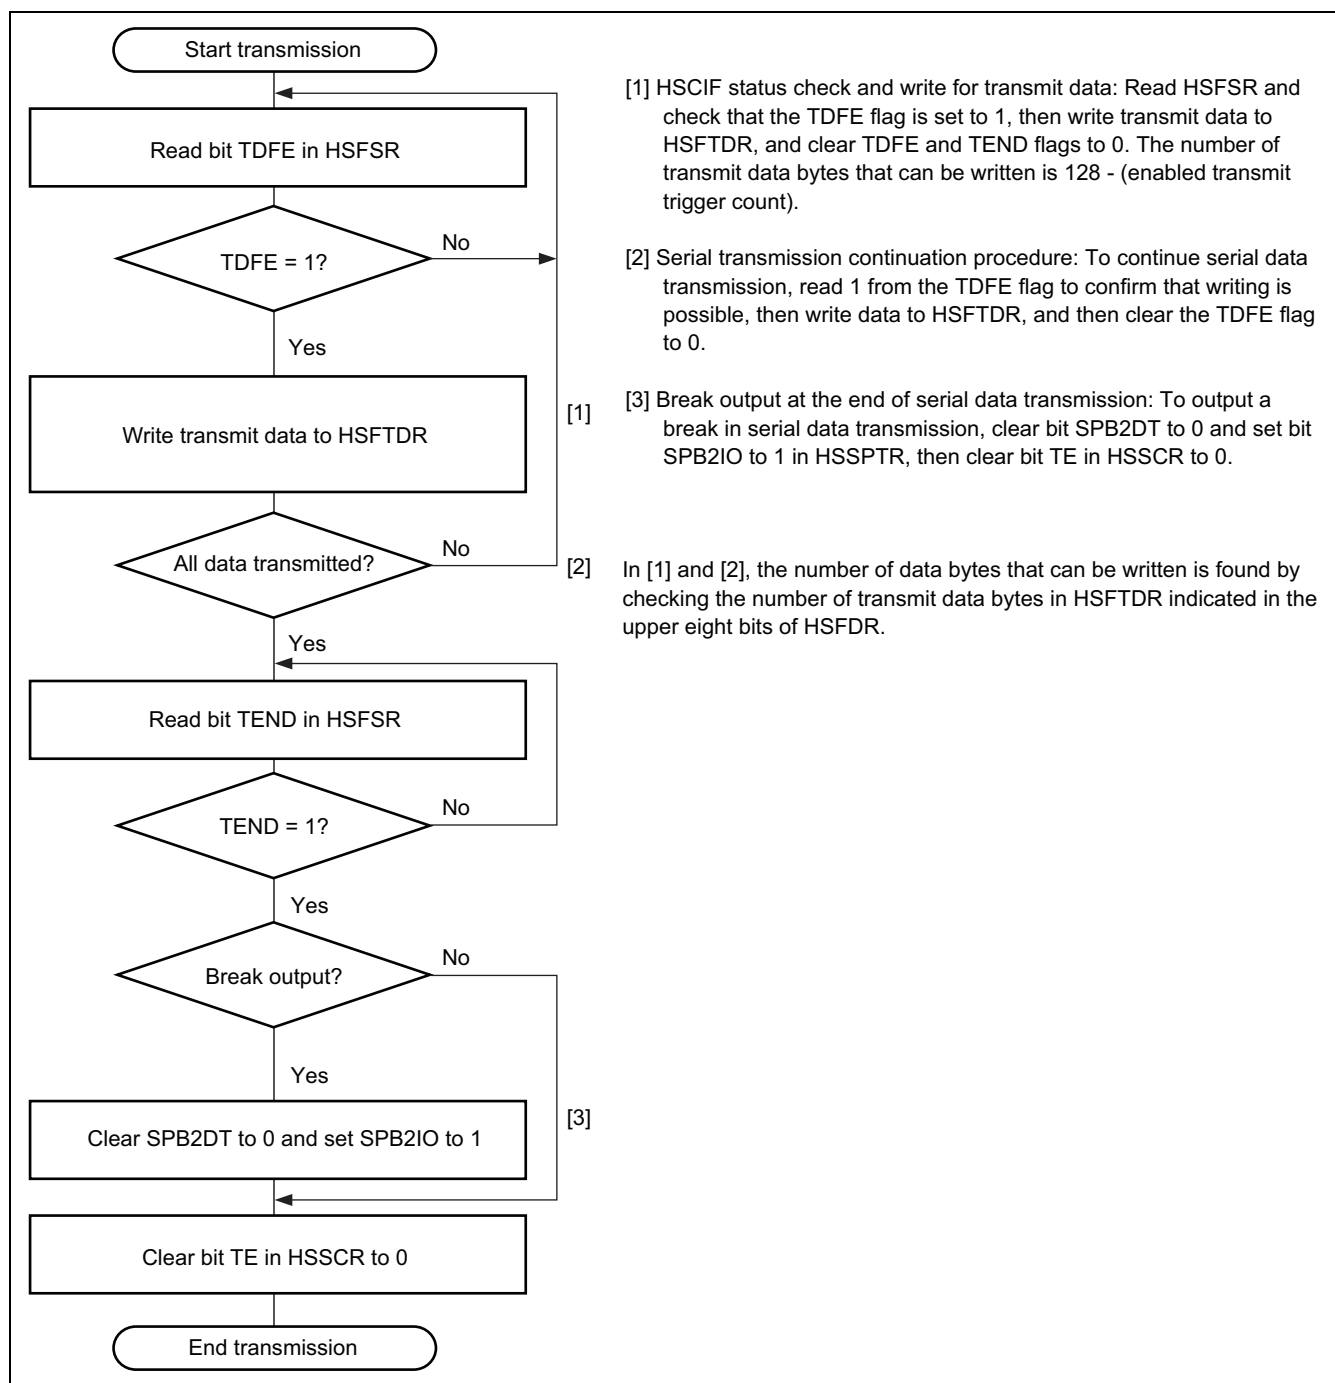 Start transmission
Read bit TDFE in HSFSR
TDFE = 1?
No
Yes
Write transmit data to HSFTDR
[1]
All data transmitted?
No
[2]
Yes
Read bit TEND in HSFSR
TEND = 1?
No
Yes
Break output?
No
Yes
Clear SPB2DT to 0 and set SPB2IO to 1
[3]
Clear bit TE in HSSCR to 0
End transmission
[1] HSCIF status check and write for transmit data: Read HSFSR and
check that the TDFE flag is set to 1, then write transmit data to
HSFTDR, and clear TDFE and TEND flags to 0. The number of
transmit data bytes that can be written is 128 - (enabled transmit
trigger count).
[2] Serial transmission continuation procedure: To continue serial data
transmission, read 1 from the TDFE flag to confirm that writing is
possible, then write data to HSFTDR, and then clear the TDFE flag
to 0.
[3] Break output at the end of serial data transmission: To output a
break in serial data transmission, clear bit SPB2DT to 0 and set bit
SPB2IO to 1 in HSSPTR, then clear bit TE in HSSCR to 0.
In [1] and [2], the number of data bytes that can be written is found by
checking the number of transmit data bytes in HSFTDR indicated in the
upper eight bits of HSFDR.